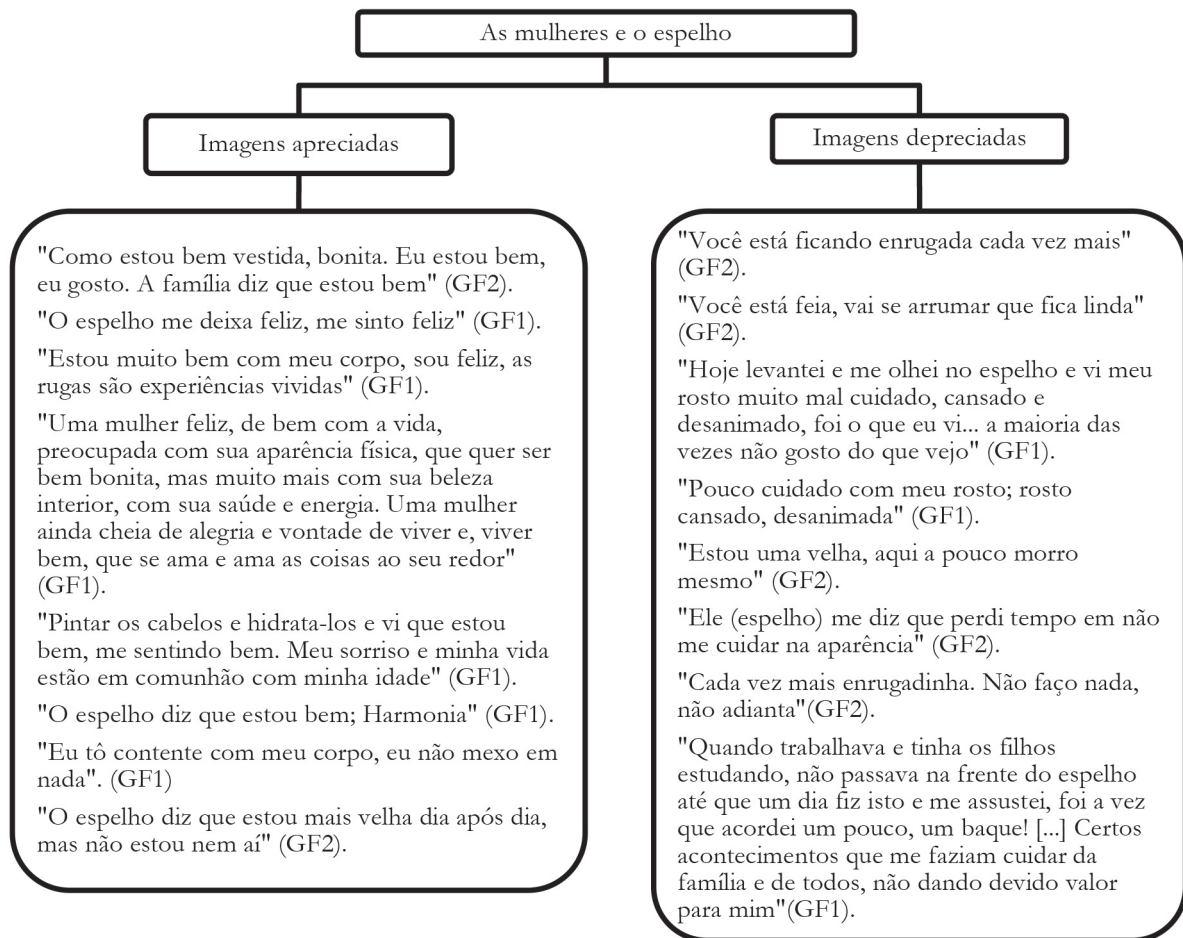 As mulheres e o espelho
Imagens apreciadas
"Como estou bem vestida, bonita. Eu estou bem,
eu gosto. A família diz que estou bem" (GF2).
"O espelho me deixa feliz, me sinto feliz" (GF1).
"Estou muito bem com meu corpo, sou feliz, as
rugas são experiências vividas" (GF1).
"Uma mulher feliz, de bem com a vida,
preocupada com sua aparência física, que quer ser
bem bonita, mas muito mais com sua beleza
interior, com sua saúde e energia. Uma mulher
ainda cheia de alegria e vontade de viver e, viver
bem, que se ama e ama as coisas ao seu redor"
(GF1).
"Pintar os cabelos e hidrata-los e vi que estou
bem, me sentindo bem. Meu sorriso e minha vida
estão em comunhão com minha idade" (GF1).
"O espelho diz que estou bem; Harmonia" (GF1).
"Eu tô contente com meu corpo, eu não mexo em
nada". (GF1)
"O espelho diz que estou mais velha dia após dia,
mas não estou nem aí" (GF2).
Imagens depreciadas
"Você está ficando enrugada cada vez mais"
(GF2).
"Você está feia, vai se arrumar que fica linda"
(GF2).
"Hoje levantei e me olhei no espelho e vi meu
rosto muito mal cuidado, cansado e
desanimado, foi o que eu vi... a maioria das
vezes não gosto do que vejo" (GF1).
"Pouco cuidado com meu rosto; rosto
cansado, desanimada" (GF1).
"Estou uma velha, aqui a pouco morro
mesmo" (GF2).
"Ele (espelho) me diz que perdi tempo em não
me cuidar na aparência" (GF2).
"Cada vez mais enrugadinha. Não faço nada,
não adianta"(GF2).
"Quando trabalhava e tinha os filhos
estudando, não passava na frente do espelho
até que um dia fiz isto e me assustei, foi a vez
que acordei um pouco, um baque! [...] Certos
acontecimentos que me faziam cuidar da
família e de todos, não dando devido valor
para mim"(GF1).